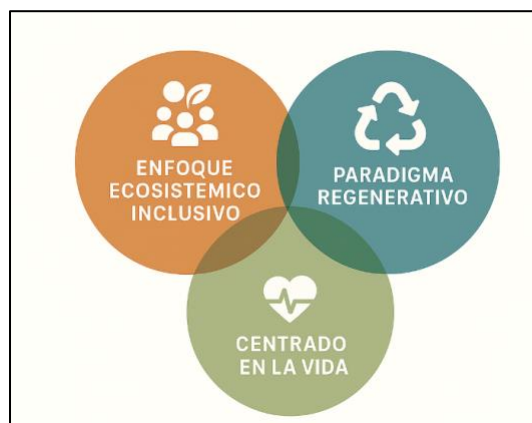 ENFOQUE
ECOSISTEMICO
INCLUSIVO
PARADIGMA
REGENERATIVO
CENTRADO
EN LA VIDA